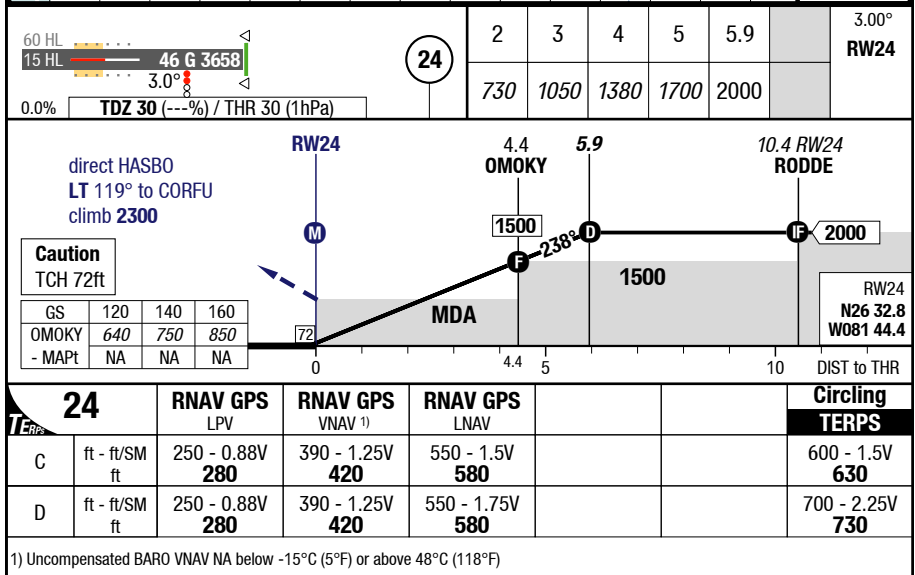 60 HL
15 HL 46 G 3658
3.0°
0.0% TDZ 30 (---%) / THR 30 (1hPa)
24
2 3 4 5 5.9 3.00° RW24
730 1050 1380 1700 2000
RW24 4.4 OMOKY 5.9 10.4 RW24 RODDE
direct HASBO
LT 119° to CORFU
climb 2300
M 1500 F 238° D IF 2000
Caution
TCH 72ft
1500
MDA
RW24
N26 32.8
W081 44.4
GS 120 140 160
OMOKY 640 750 850
- MAPt NA NA NA
72
0 4.4 5 10 DIST to THR
TERPs 24 RNAV GPS LPV RNAV GPS VNAV 1) RNAV GPS LNAV Circling TERPS
C ft - ft/SM 250 - 0.88V 390 - 1.25V 550 - 1.5V 600 - 1.5V
ft 280 420 580 630
D ft - ft/SM 250 - 0.88V 390 - 1.25V 550 - 1.75V 700 - 2.25V
ft 280 420 580 730
1) Uncompensated BARO VNAV NA below -15°C (5°F) or above 48°C (118°F)